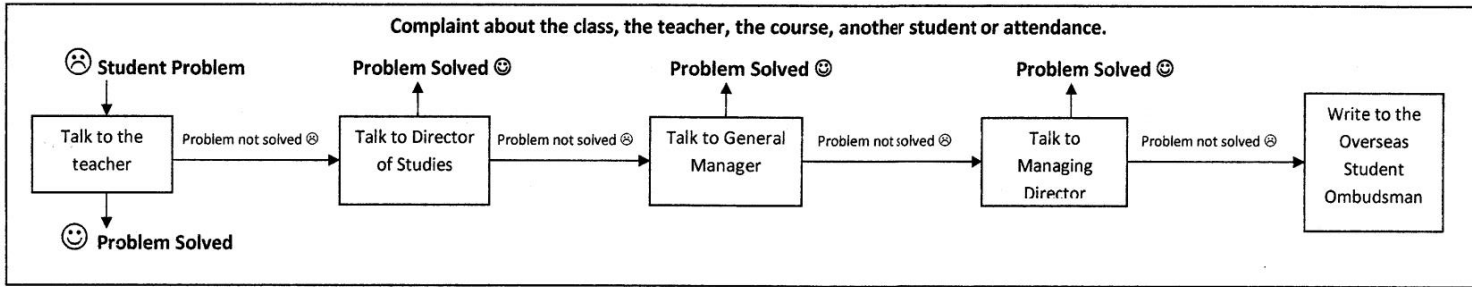 Complaint about the class, the teacher, the course, another student or attendance.
☹ Student Problem
Problem Solved ☺
Problem Solved ☺
Problem Solved ☺
Talk to the
teacher
Problem not solved ☹
Talk to Director
of Studies
Problem not solved ☹
Talk to General
Manager
Problem not solved ☹
Talk to
Managing
Director
Problem not solved ☹
Write to the
Overseas
Student
Ombudsman
☺ Problem Solved